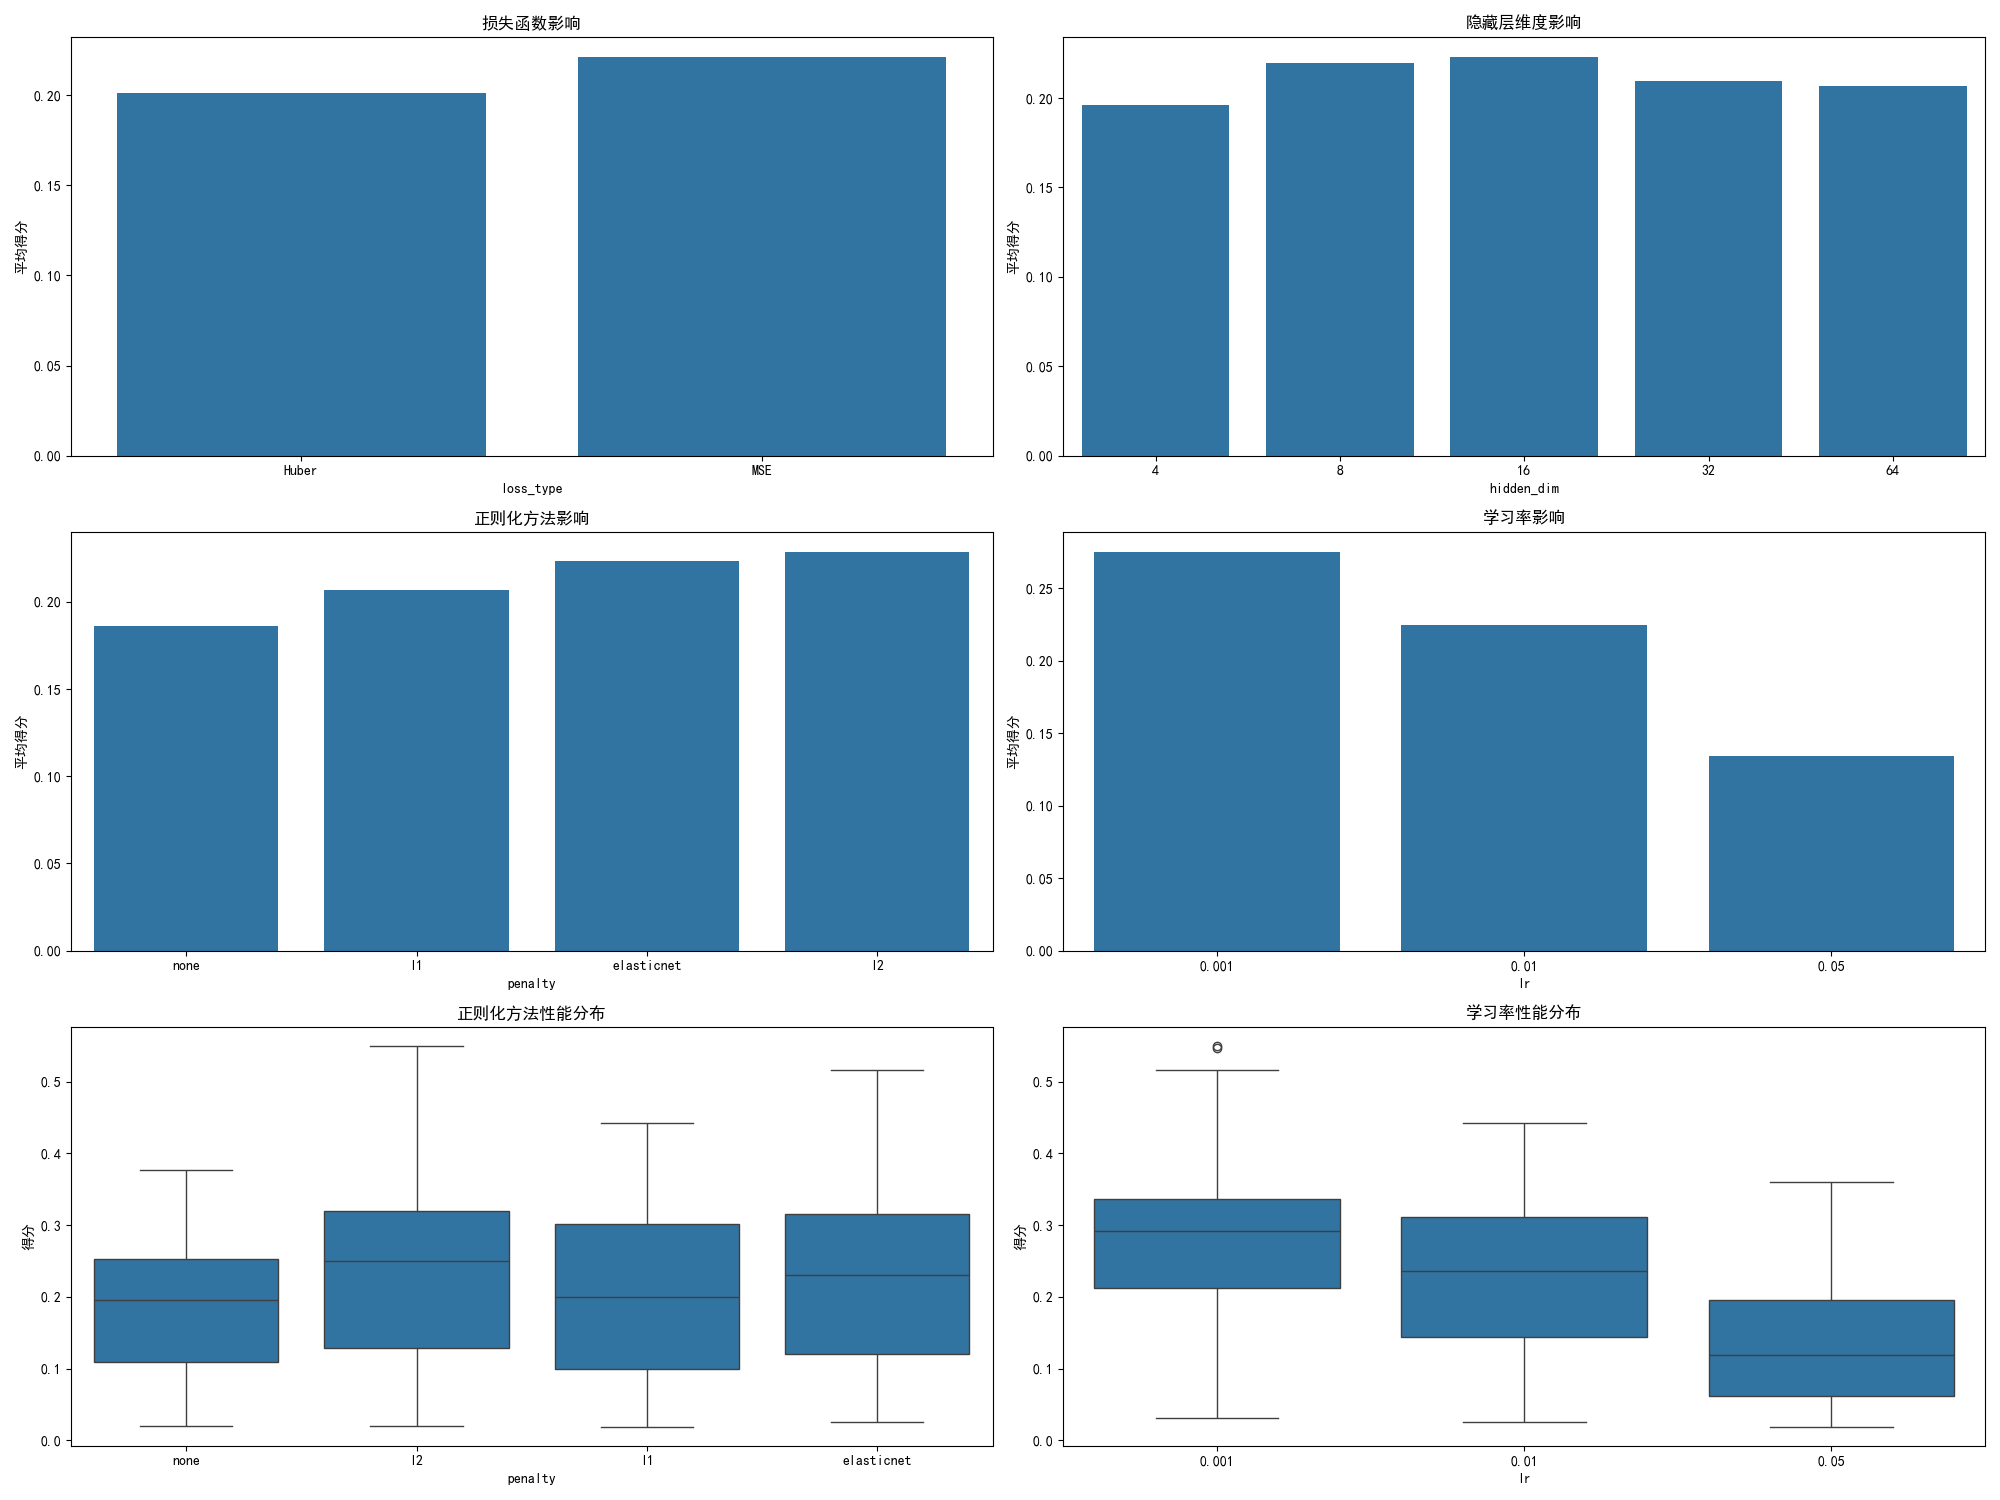 损失函数影响
平均得分
0.20
0.15
0.10
0.05
0.00
Huber
MSE
loss_type
隐藏层维度影响
平均得分
0.20
0.15
0.10
0.05
0.00
4
8
16
32
64
hidden_dim
正则化方法影响
平均得分
0.20
0.15
0.10
0.05
0.00
none
l1
elasticnet
l2
penalty
学习率影响
平均得分
0.25
0.20
0.15
0.10
0.05
0.00
0.001
0.01
0.05
lr
正则化方法性能分布
得分
0.5
0.4
0.3
0.2
0.1
0.0
none
l2
l1
elasticnet
penalty
学习率性能分布
得分
0.5
0.4
0.3
0.2
0.1
0.0
0.001
0.01
0.05
lr